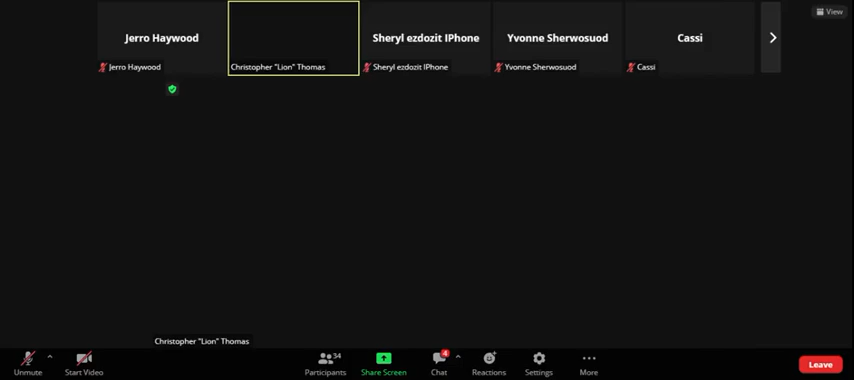 View
Jerro Haywood
Sheryl ezdozit IPhone
Yvonne Sherwosuod
Cassi
Jerro Haywood
Christopher "Lion" Thomas
Sheryl ezdozit IPhone
Yvonne Sherwosuod
Cassi
Christopher "Lion" Thomas
34
4
Unmute
Start Video
Participants
Share Screen
Chat
Reactions
Settings
More
Leave